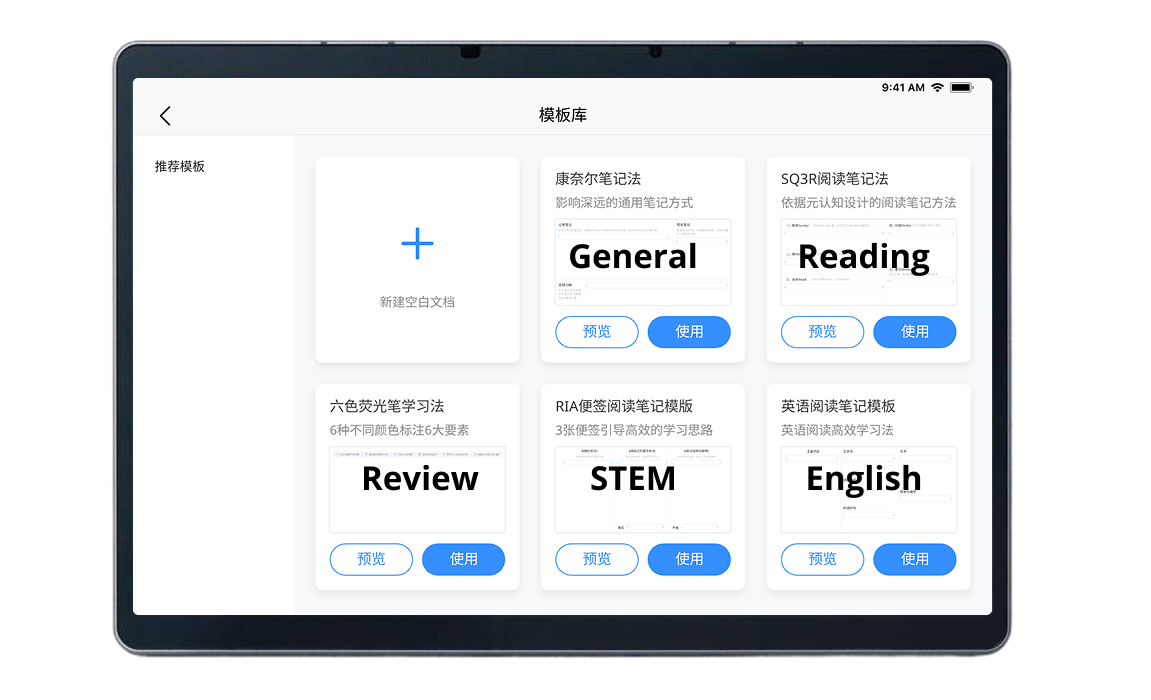 9:41 AM
模板库
推荐模板
新建空白文档
康奈尔笔记法
影响深远的通用笔记方式
General
预览 使用
SQ3R阅读笔记法
依据元认知设计的阅读笔记方法
Reading
预览 使用
六色荧光笔学习法
6种不同颜色标注6大要素
Review
预览 使用
RIA便签阅读笔记模版
3张便签引导高效的学习思路
STEM
预览 使用
英语阅读笔记模板
英语阅读高效学习法
English
预览 使用